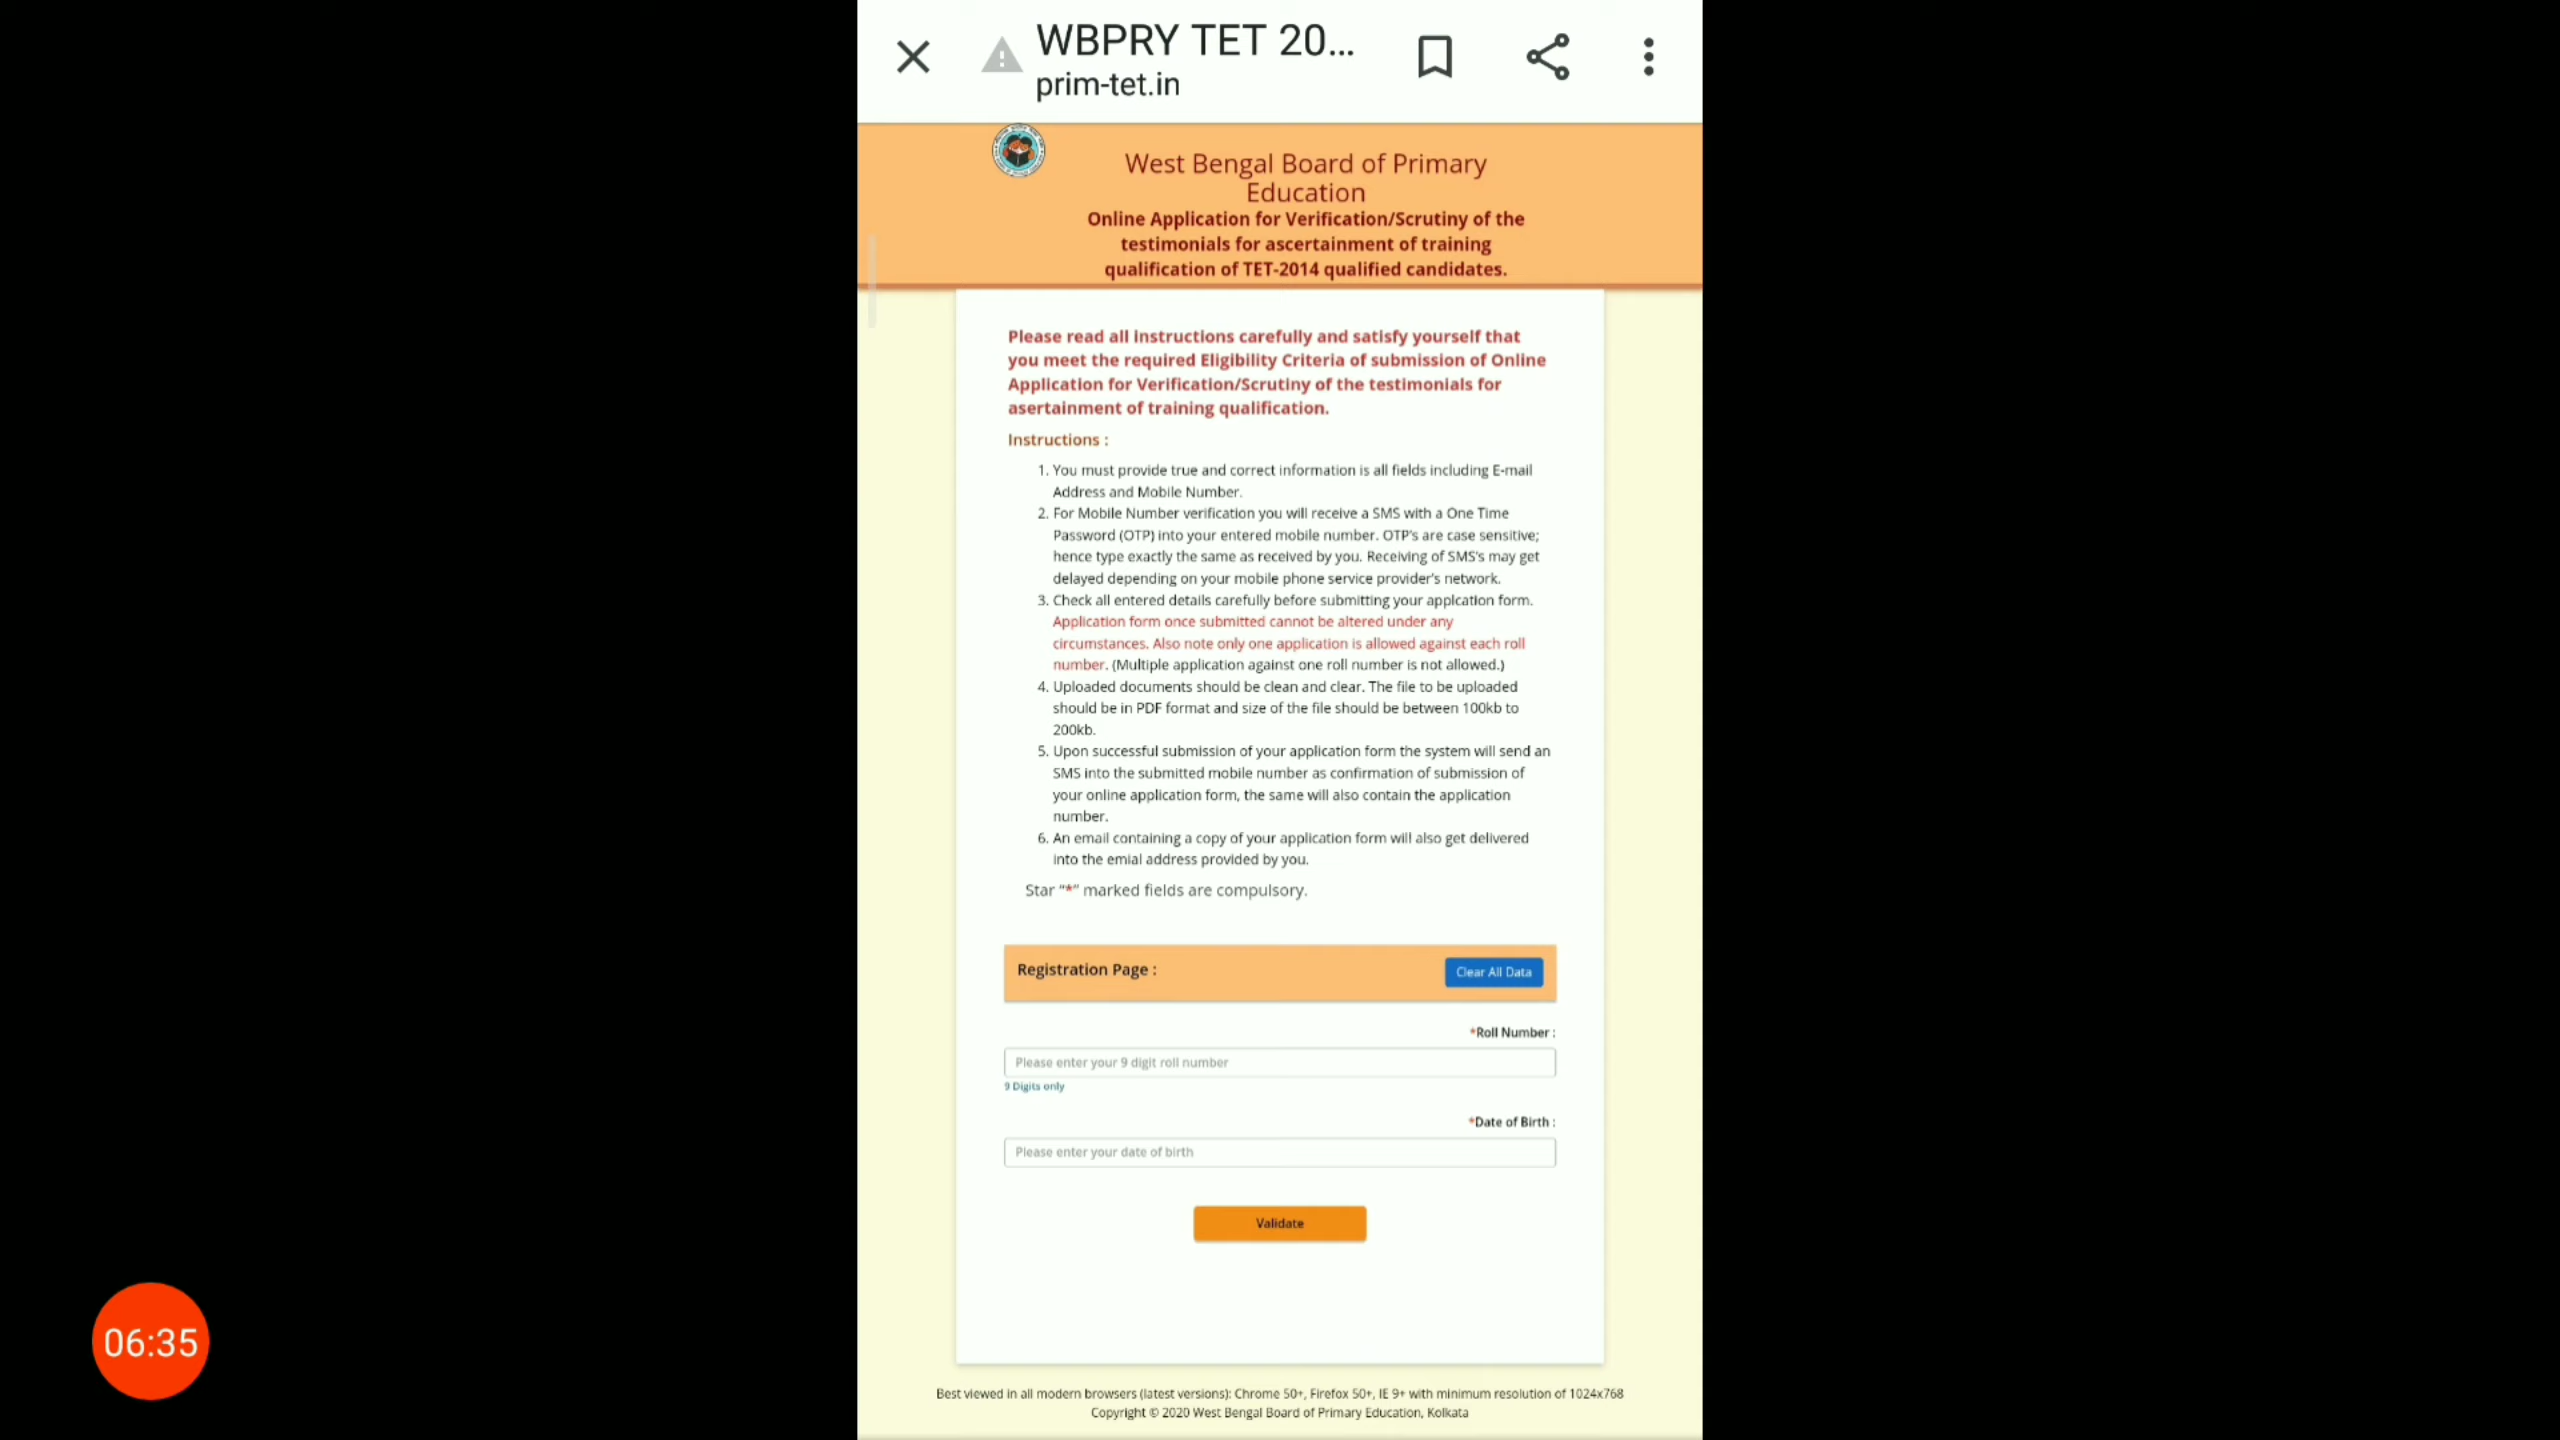 WBPRY TET 20...
prim-tet.in
West Bengal Board of Primary
Education
Online Application for Verification/Scrutiny of the
testimonials for ascertainment of training
qualification of TET-2014 qualified candidates.
Please read all instructions carefully and satisfy yourself that
you meet the required Eligibility Criteria of submission of Online
Application for Verification/Scrutiny of the testimonials for
asertainment of training qualification.
Instructions :
1. You must provide true and correct information is all fields including E-mail
Address and Mobile Number.
2. For Mobile Number verification you will receive a SMS with a One Time
Password (OTP) into your entered mobile number. OTP's are case sensitive;
hence type exactly the same as received by you. Receiving of SMS's may get
delayed depending on your mobile phone service provider's network.
3. Check all entered details carefully before submitting your applcation form.
Application form once submitted cannot be altered under any
circumstances. Also note only one application is allowed against each roll
number. (Multiple application against one roll number is not allowed.)
4. Uploaded documents should be clean and clear. The file to be uploaded
should be in PDF format and size of the file should be between 100kb to
200kb.
5. Upon successful submission of your application form the system will send an
SMS into the submitted mobile number as confirmation of submission of
your online application form, the same will also contain the application
number.
6. An email containing a copy of your application form will also get delivered
into the emial address provided by you.
Star "*" marked fields are compulsory.
Registration Page :
Clear All Data
*Roll Number :
Please enter your 9 digit roll number
9 Digits only
*Date of Birth :
Please enter your date of birth
Validate
06:35
Best viewed in all modern browsers (latest versions): Chrome 50+, Firefox 50+, IE 9+ with minimum resolution of 1024x768
Copyright © 2020 West Bengal Board of Primary Education, Kolkata